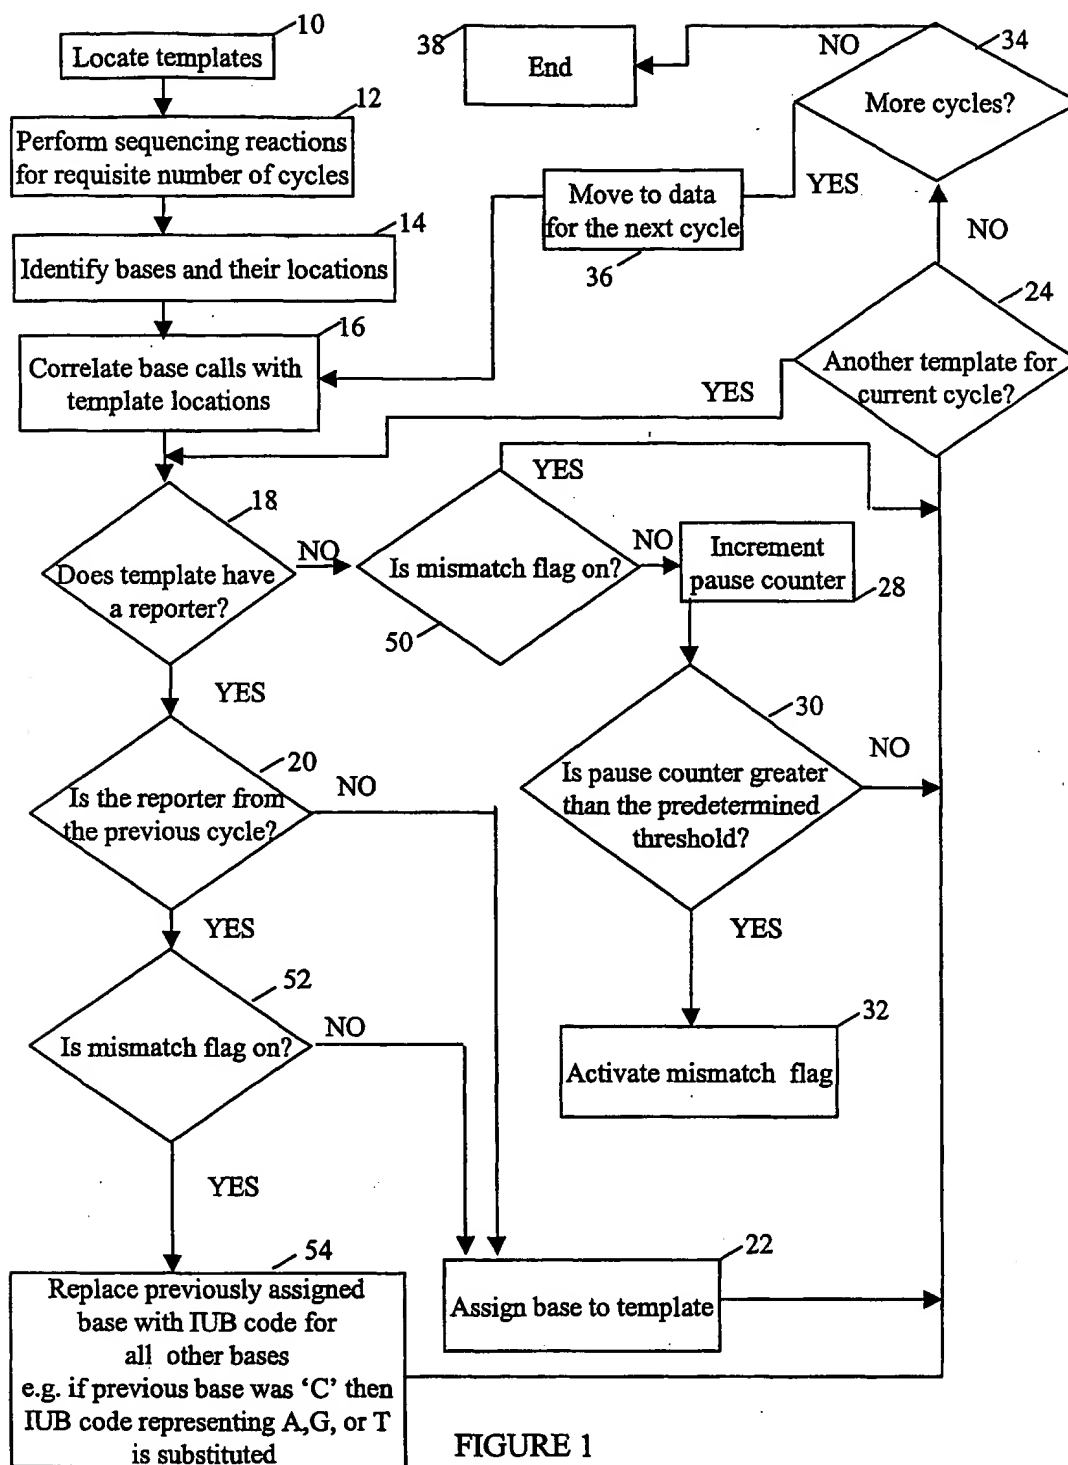 10
Locate templates
12
Perform sequencing reactions
for requisite number of cycles
14
Identify bases and their locations
16
Correlate base calls with
template locations
38
End
NO
34
More cycles?
YES
Move to data
for the next cycle
36
NO
24
Another template for
current cycle?
YES
18
Does template have
a reporter?
NO
YES
Is mismatch flag on?
50
NO
Increment
pause counter
28
YES
30
Is pause counter greater
than the predetermined
threshold?
NO
20
Is the reporter from
the previous cycle?
NO
YES
YES
52
Is mismatch flag on?
NO
32
Activate mismatch flag
YES
54
Replace previously assigned
base with IUB code for
all other bases
e.g. if previous base was ‘C’ then
IUB code representing A,G, or T
is substituted
22
Assign base to template
FIGURE 1